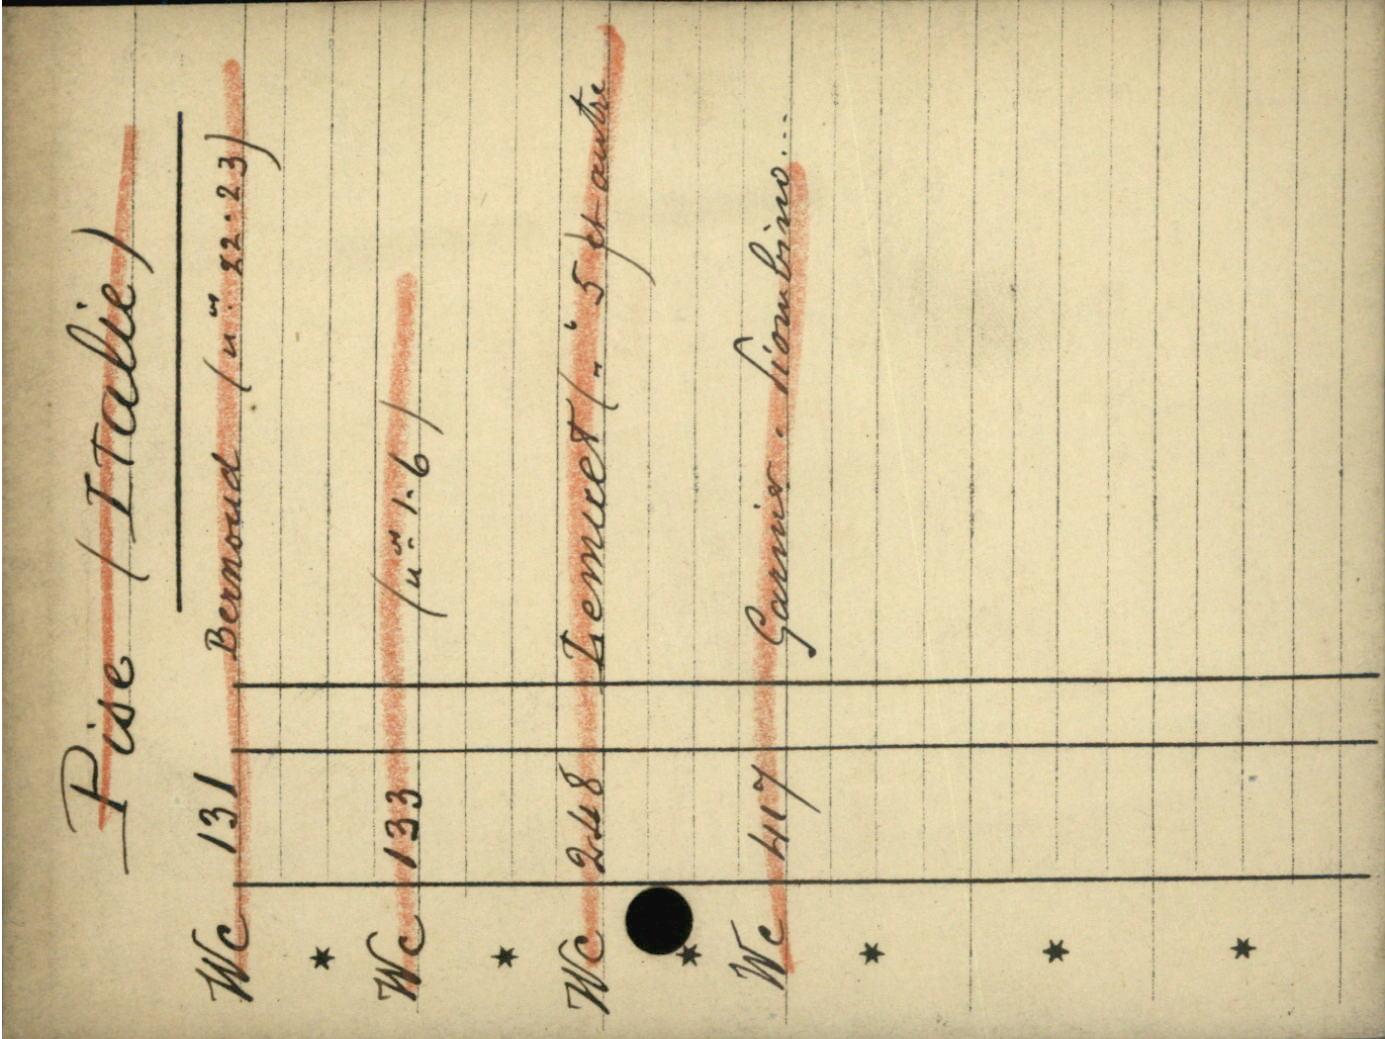 Pise (Italie)
Wc 131 Bernoud (nos. 22-23)
Wc 133 (nos. 1-6)
Wc 248 Lemuet (" 5) et autre
Wc 417 Garnier. Piombino...